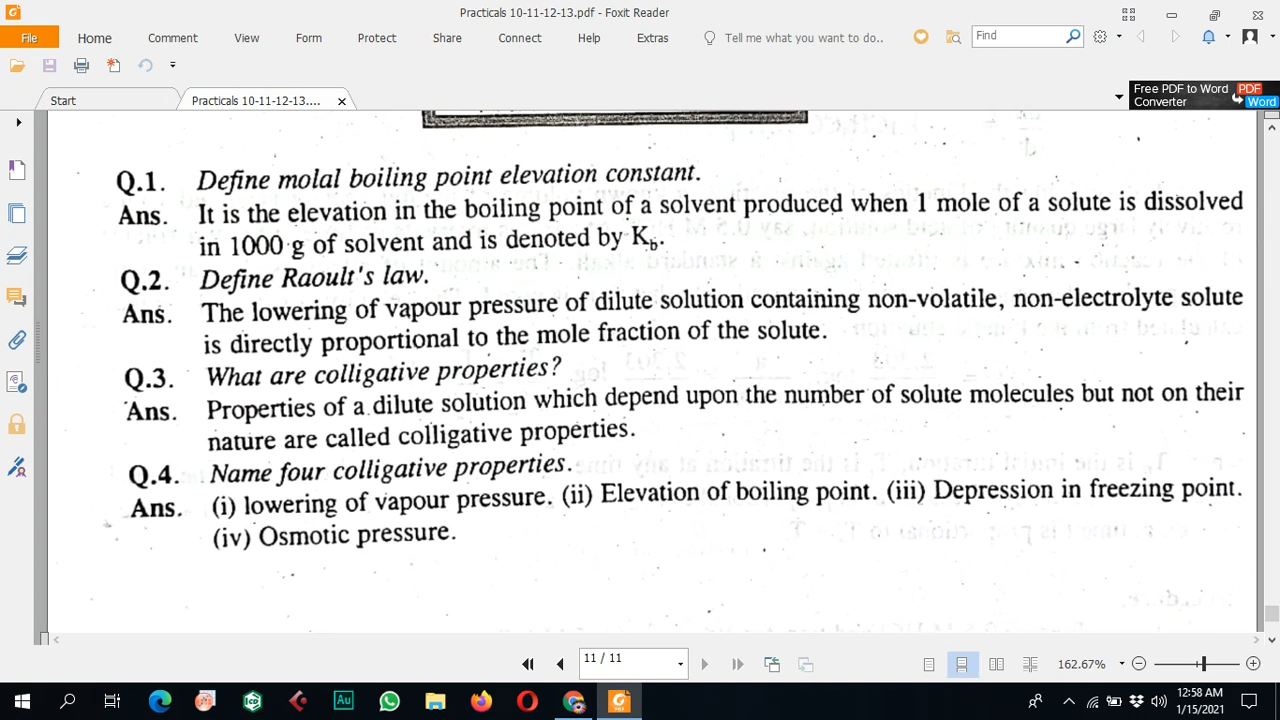 Practicals 10-11-12-13.pdf - Foxit Reader
File Home Comment View Form Protect Share Connect Help Extras Tell me what you want to do.. Find
Start Practicals 10-11-12-13.... Free PDF to Word PDF
Converter Word
Q.1. Define molal boiling point elevation constant.
Ans. It is the elevation in the boiling point of a solvent produced when 1 mole of a solute is dissolved
in 1000 g of solvent and is denoted by Kb.
Q.2. Define Raoult's law.
Ans. The lowering of vapour pressure of dilute solution containing non-volatile, non-electrolyte solute
is directly proportional to the mole fraction of the solute.
Q.3. What are colligative properties?
Ans. Properties of a dilute solution which depend upon the number of solute molecules but not on their
nature are called colligative properties.
Q.4. Name four colligative properties.
Ans. (i) lowering of vapour pressure. (ii) Elevation of boiling point. (iii) Depression in freezing point.
(iv) Osmotic pressure.
11 / 11 162.67%
Au 12:58 AM
1/15/2021